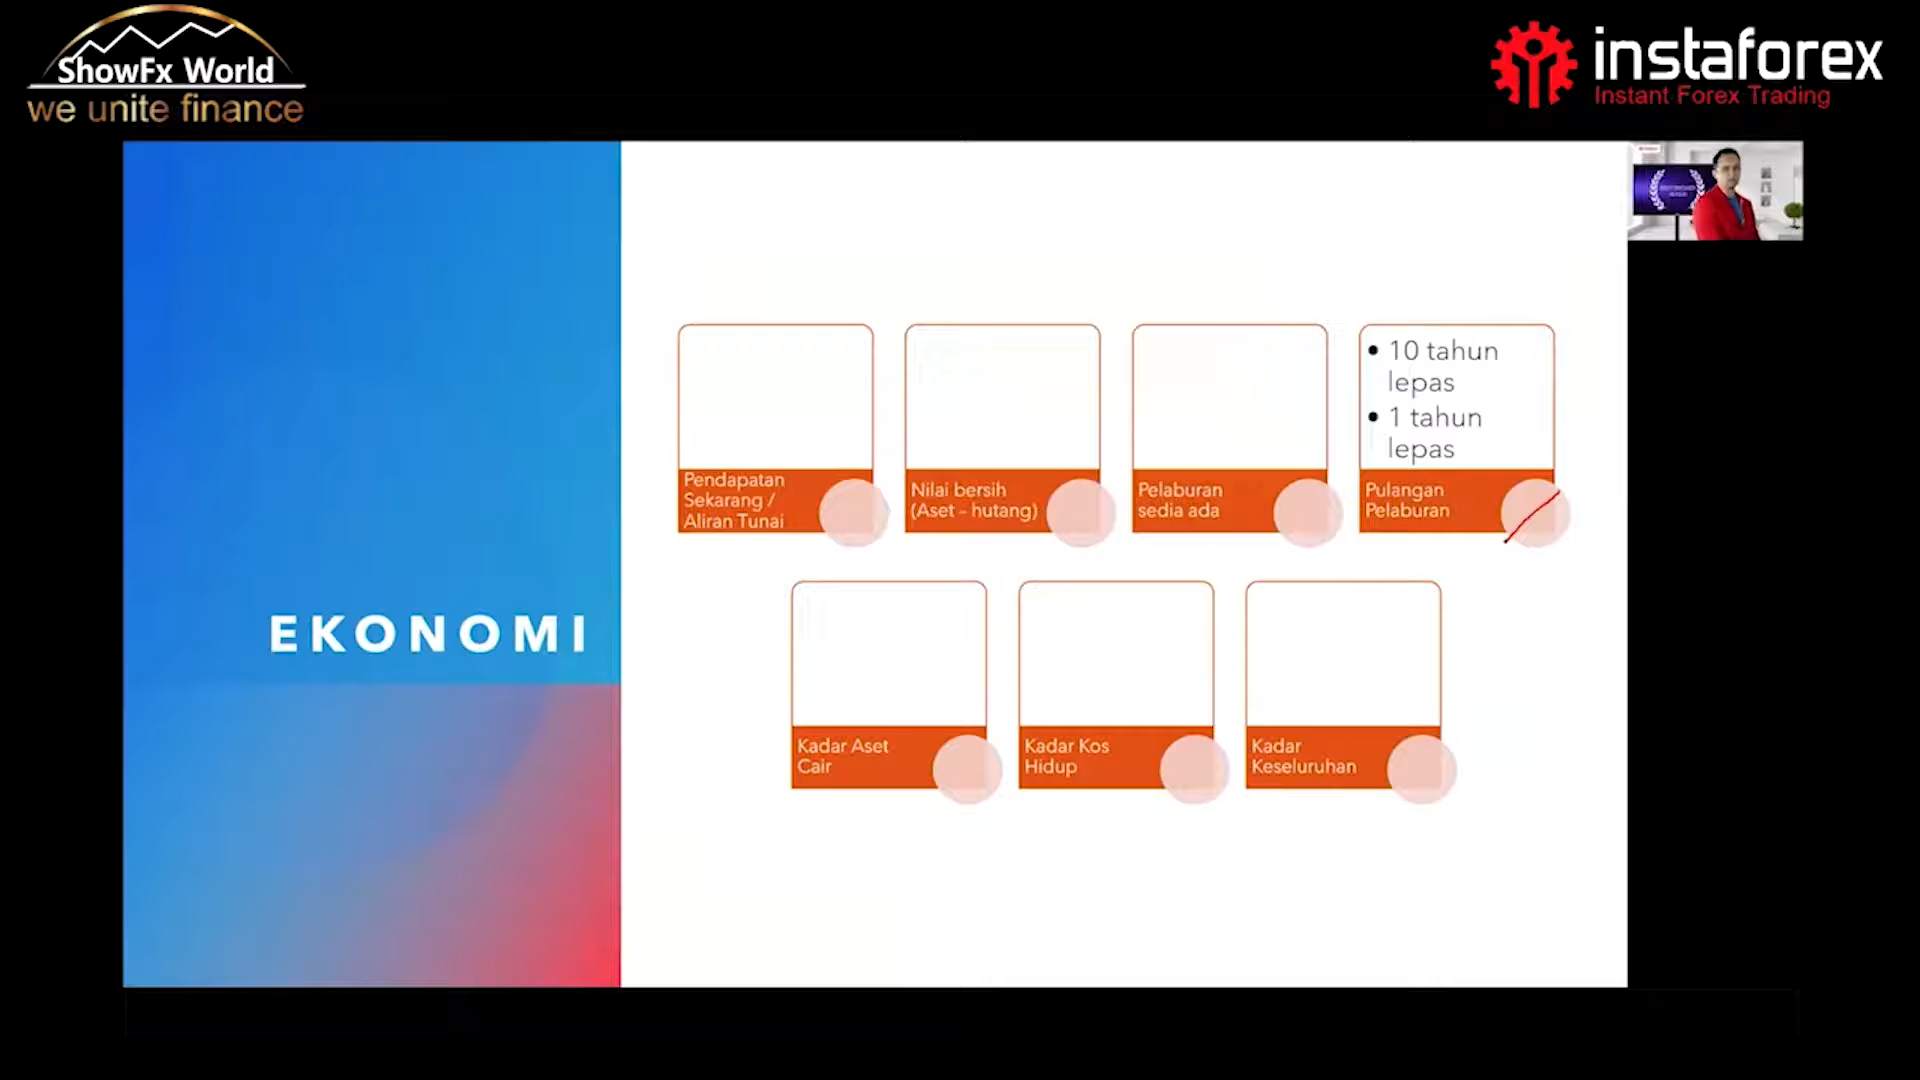 ShowFx World
we unite finance
instaforex
Instant Forex Trading
EKONOMI
Pendapatan
Sekarang /
Aliran Tunai
Nilai bersih
(Aset - hutang)
Pelaburan
sedia ada
• 10 tahun
lepas
• 1 tahun
lepas
Pulangan
Pelaburan
Kadar Aset
Cair
Kadar Kos
Hidup
Kadar
Keseluruhan